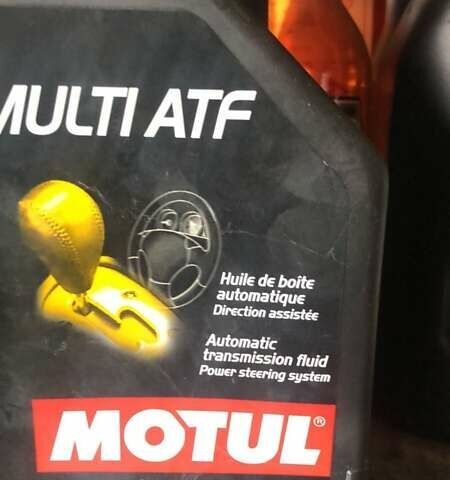 MULTI ATF
Huile de boîte
automatique
Direction assistée
Automatic
transmission fluid
Power steering system
MOTUL®